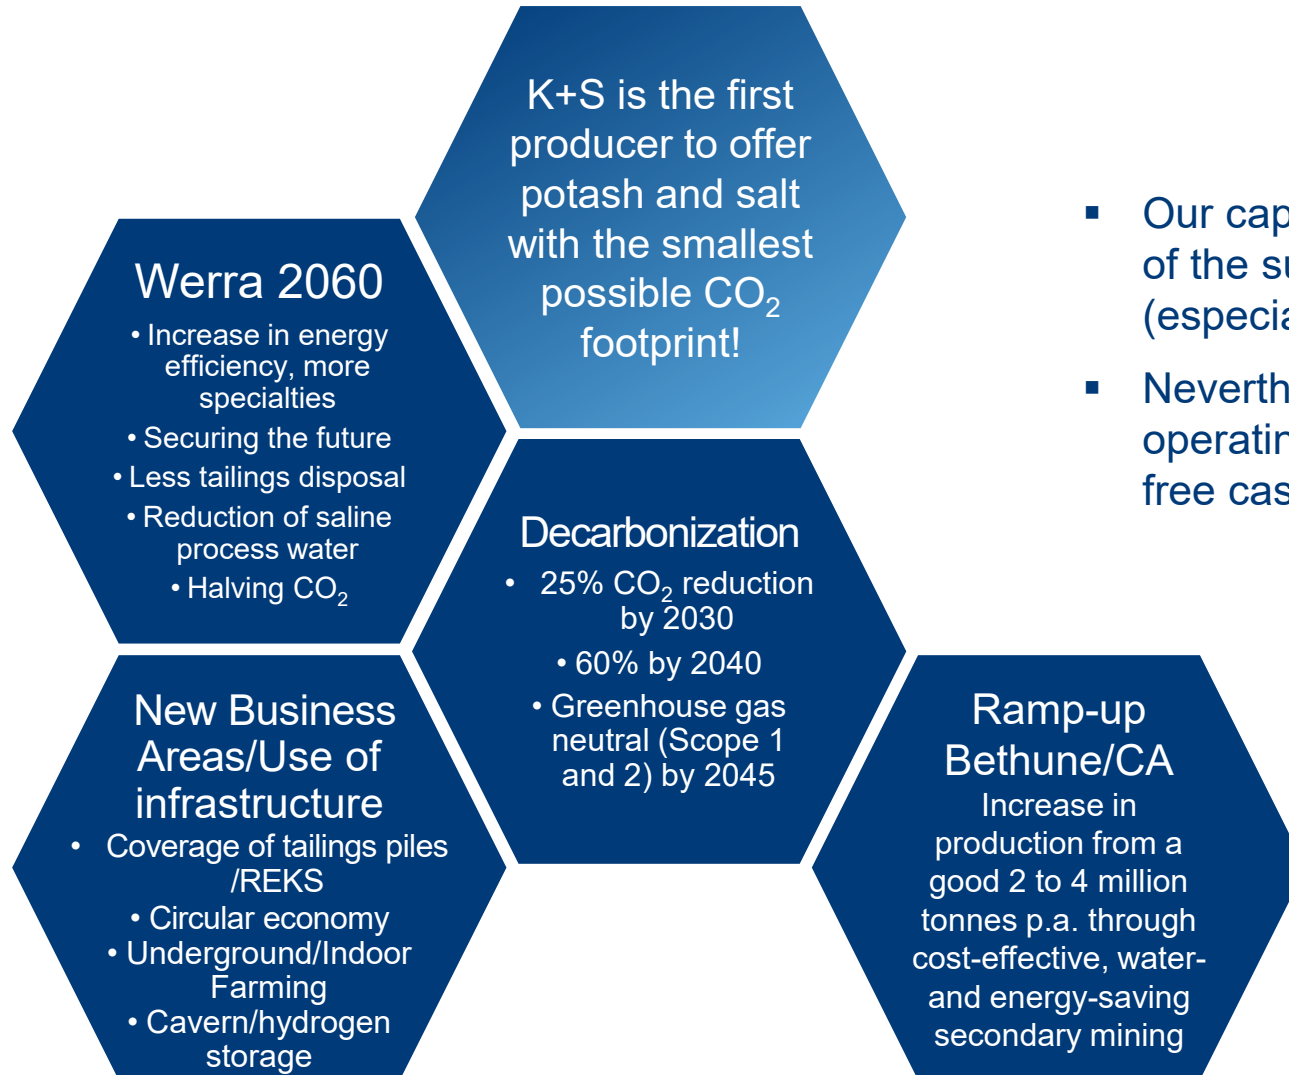 K+S is the first
producer to offer
potash and salt
with the smallest
possible CO₂
footprint!
Werra 2060
• Increase in energy
efficiency, more
specialties
• Securing the future
• Less tailings disposal
• Reduction of saline
process water
• Halving CO₂
Decarbonization
• 25% CO₂ reduction
by 2030
• 60% by 2040
• Greenhouse gas
neutral (Scope 1
and 2) by 2045
New Business
Areas/Use of
infrastructure
• Coverage of tailings piles
/REKS
• Circular economy
• Underground/Indoor
Farming
• Cavern/hydrogen
storage
Ramp-up
Bethune/CA
Increase in
production from a
good 2 to 4 million
tonnes p.a. through
cost-effective, water-
and energy-saving
secondary mining
▪ Our
of the
▪
free